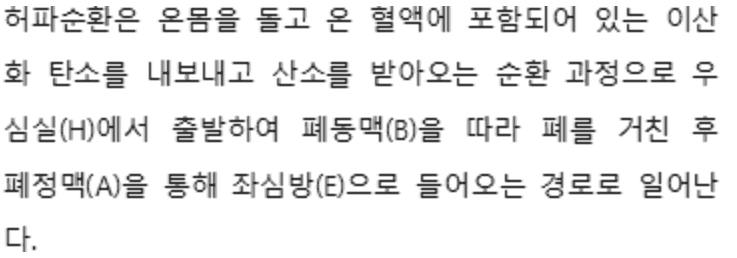 허파순환은 온몸을 돌고 온 혈액에 포함되어 있는 이산
화 탄소를 내보내고 산소를 받아오는 순환 과정으로 우
심실(H)에서 출발하여 폐동맥(B)을 따라 폐를 거친 후
폐정맥(A)을 통해 좌심방(E)으로 들어오는 경로로 일어난
다.